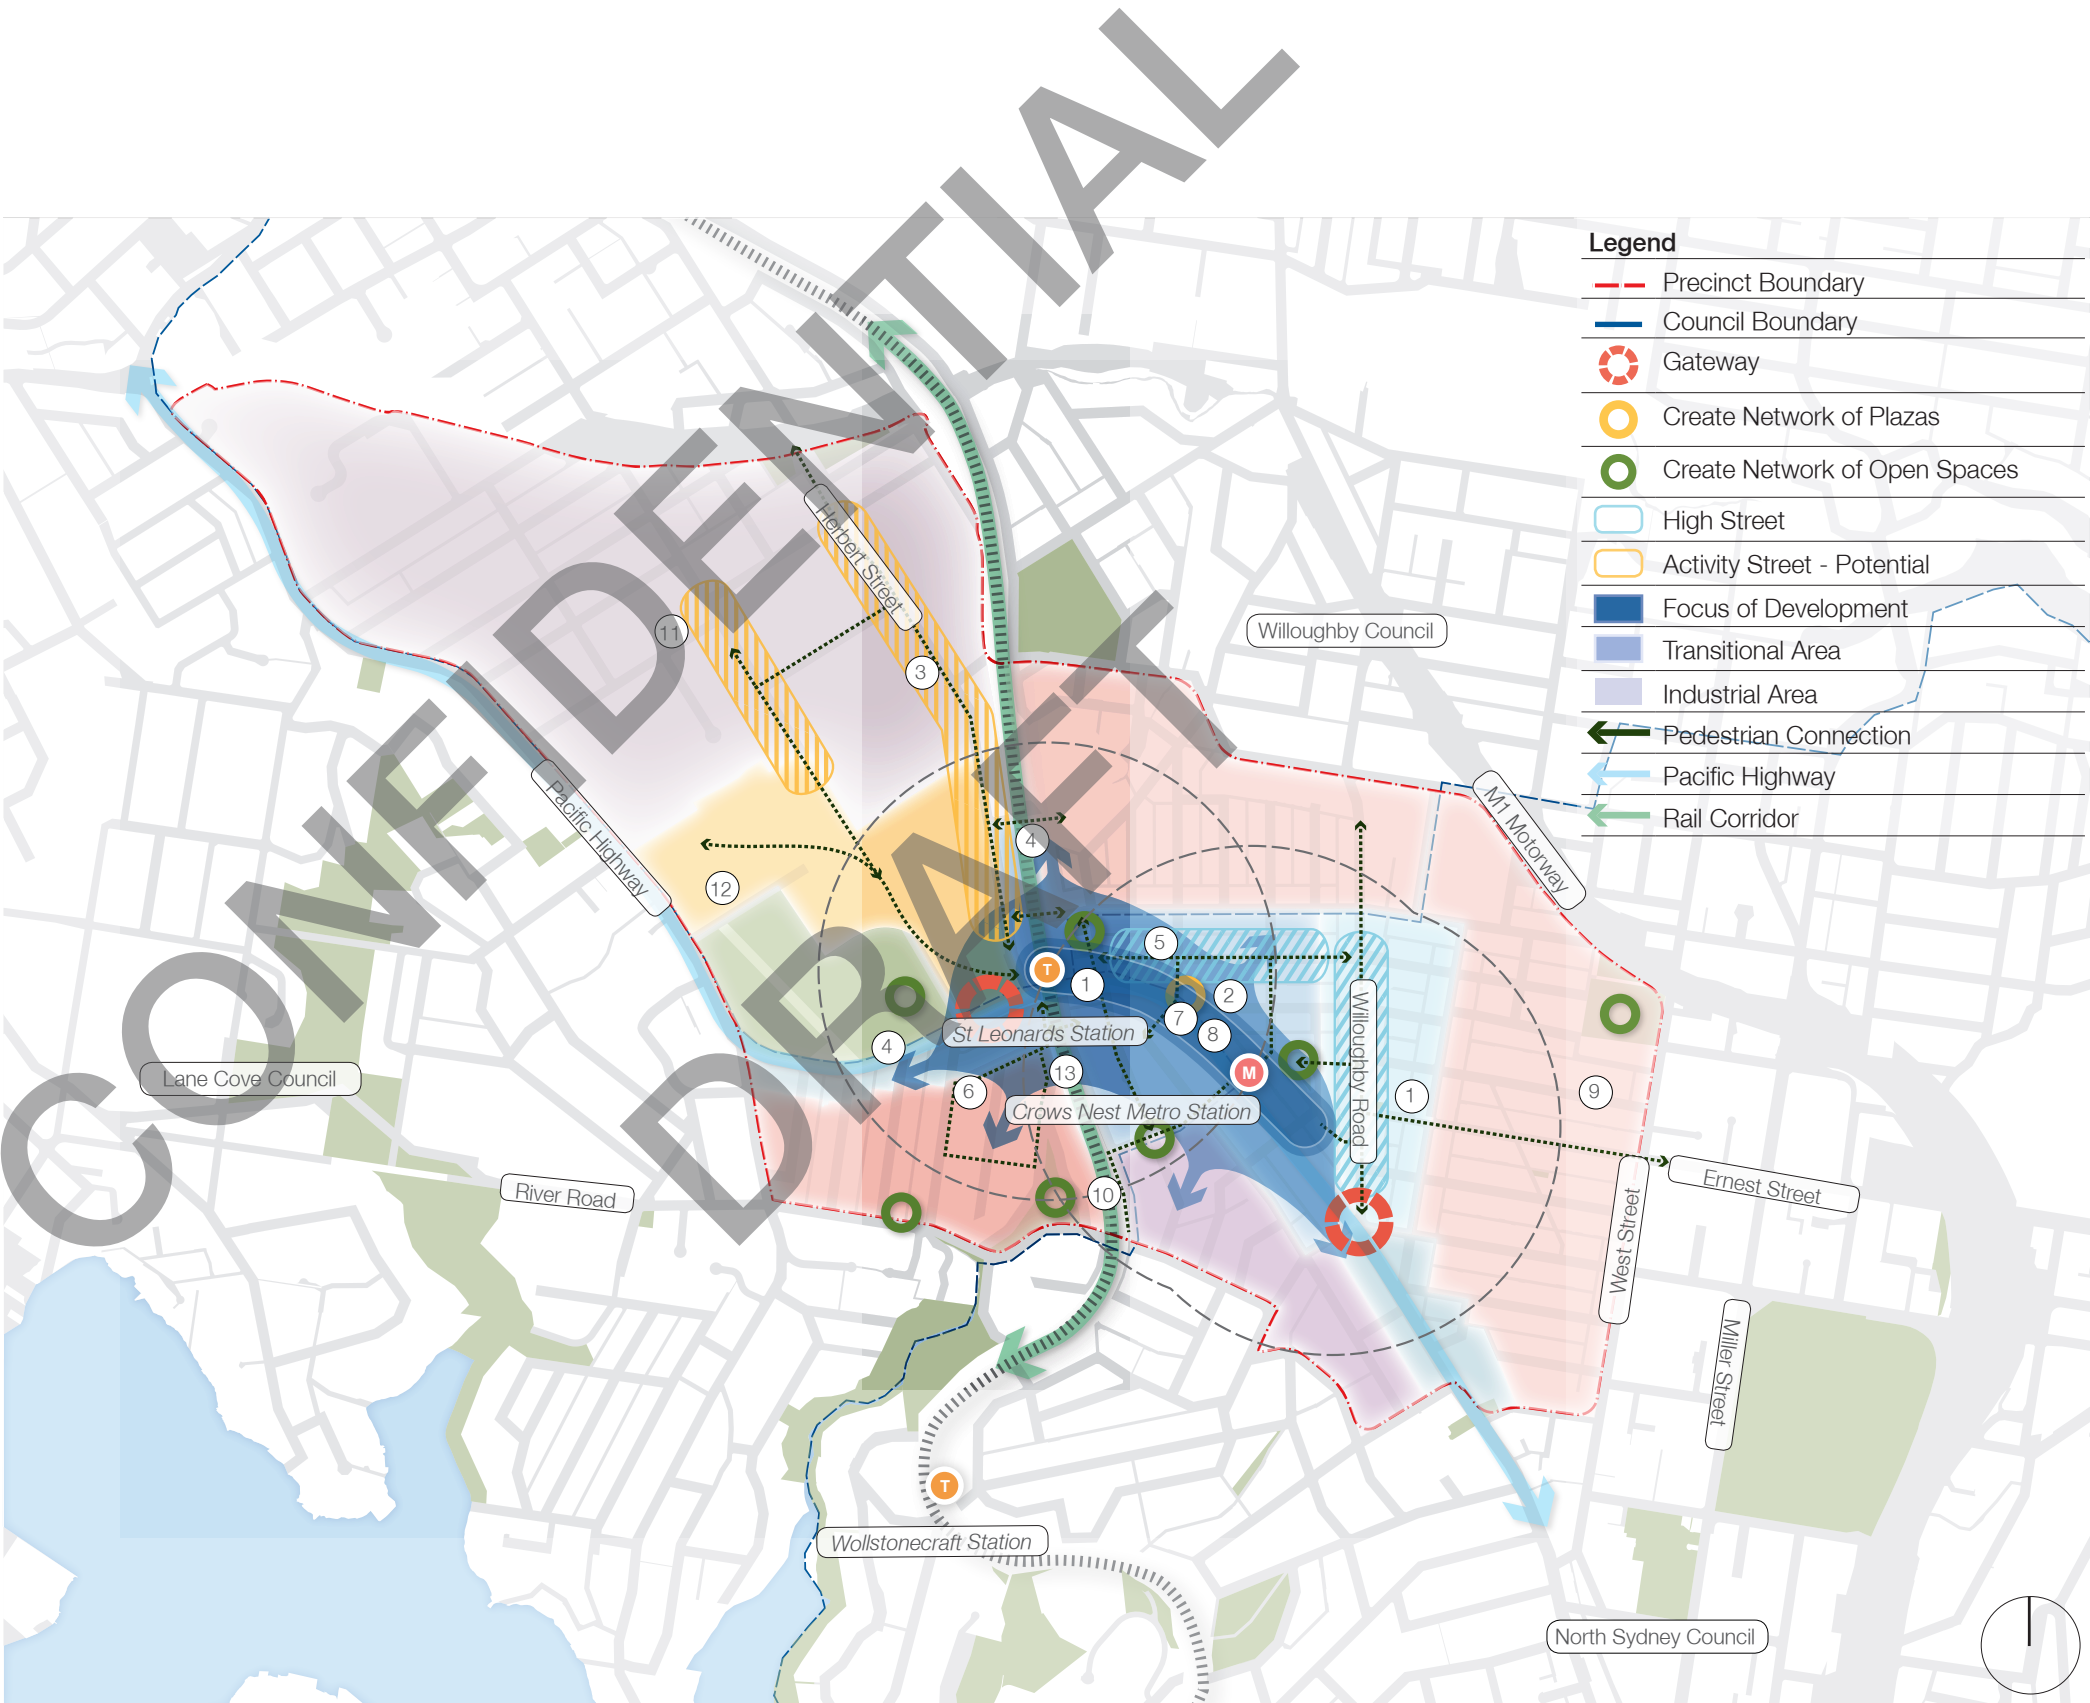 CONFIDENTIAL
DRAFT
Legend
Precinct Boundary
Council Boundary
Gateway
Create Network of Plazas
Create Network of Open Spaces
High Street
Activity Street - Potential
Focus of Development
Transitional Area
Industrial Area
Pedestrian Connection
Pacific Highway
Rail Corridor
Herbert Street
Willoughby Council
11
3
Pacific Highway
M1 Motorway
4
12
5
T
1
2
7
8
St Leonards Station
4
Willoughby Road
Lane Cove Council
6
13
M
1
9
Crows Nest Metro Station
River Road
10
Ernest Street
West Street
Miller Street
T
Wollstonecraft Station
North Sydney Council